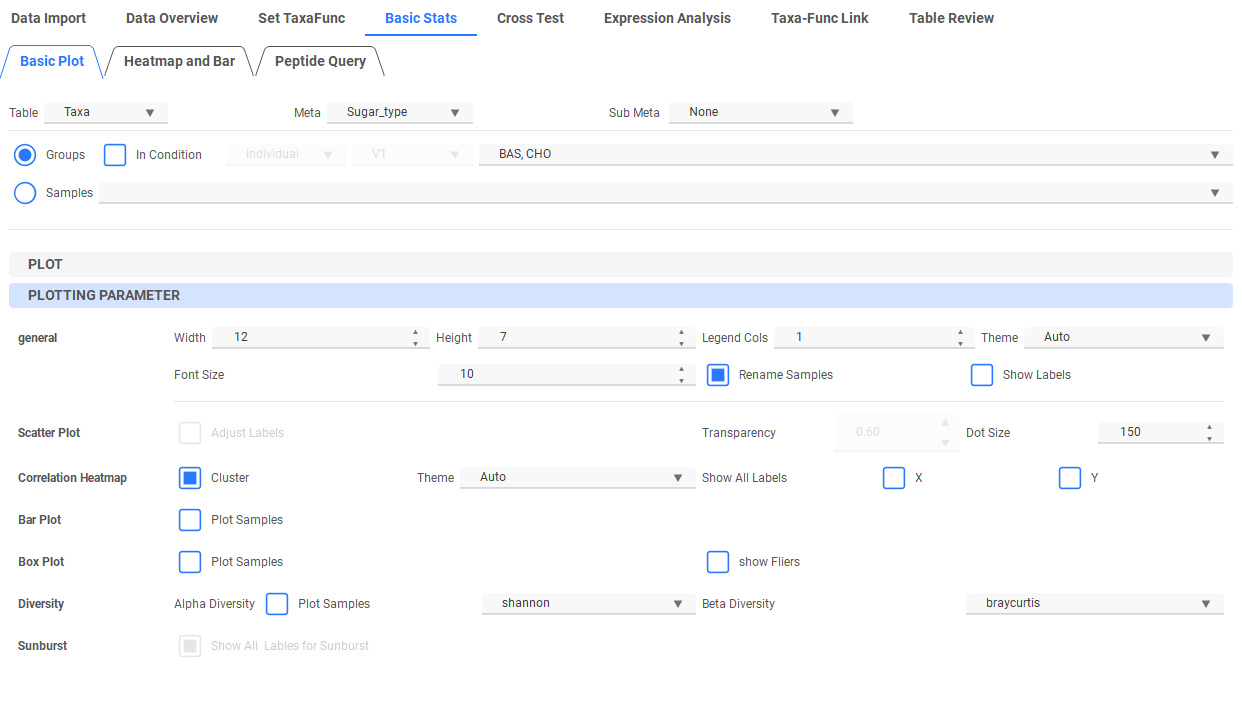 Data Import Data Overview Set TaxaFunc Basic Stats Cross Test Expression Analysis Taxa-Func Link Table Review
Basic Plot Heatmap and Bar Peptide Query
Table Taxa Meta Sugar_type Sub Meta None
Groups In Condition Individual V1 BAS, CHO
Samples
PLOT
PLOTTING PARAMETER
general Width 12 Height 7 Legend Cols 1 Theme Auto
Font Size 10 Rename Samples Show Labels
Scatter Plot Adjust Labels Transparency 0.60 Dot Size 150
Correlation Heatmap Cluster Theme Auto Show All Labels X Y
Bar Plot Plot Samples
Box Plot Plot Samples show Fliers
Diversity Alpha Diversity Plot Samples shannon Beta Diversity braycurtis
Sunburst Show All Lables for Sunburst